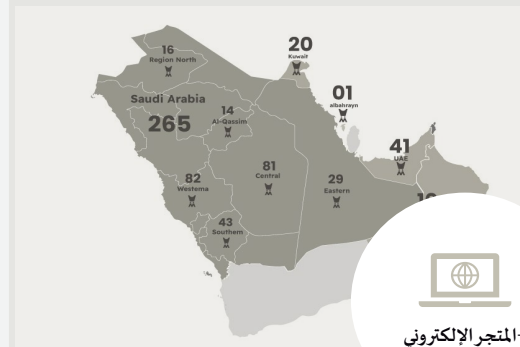 20
Kuwait
16
Region North
01
albahrayn
Saudi Arabia
265
14
Al-Qassim
41
UAE
81
Central
82
Westerna
29
Eastern
43
Southern
المتجر الإلكتروني-